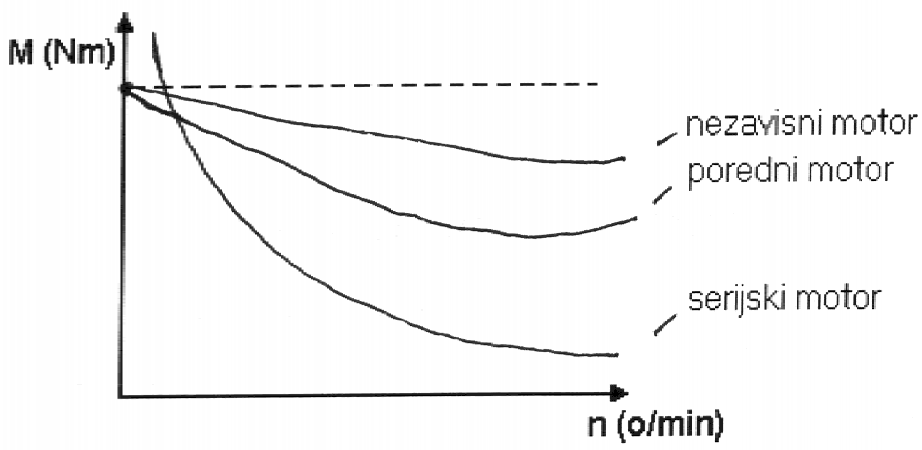 M (Nm)
nezavisni motor
poredni motor
serijski motor
n (o/min)